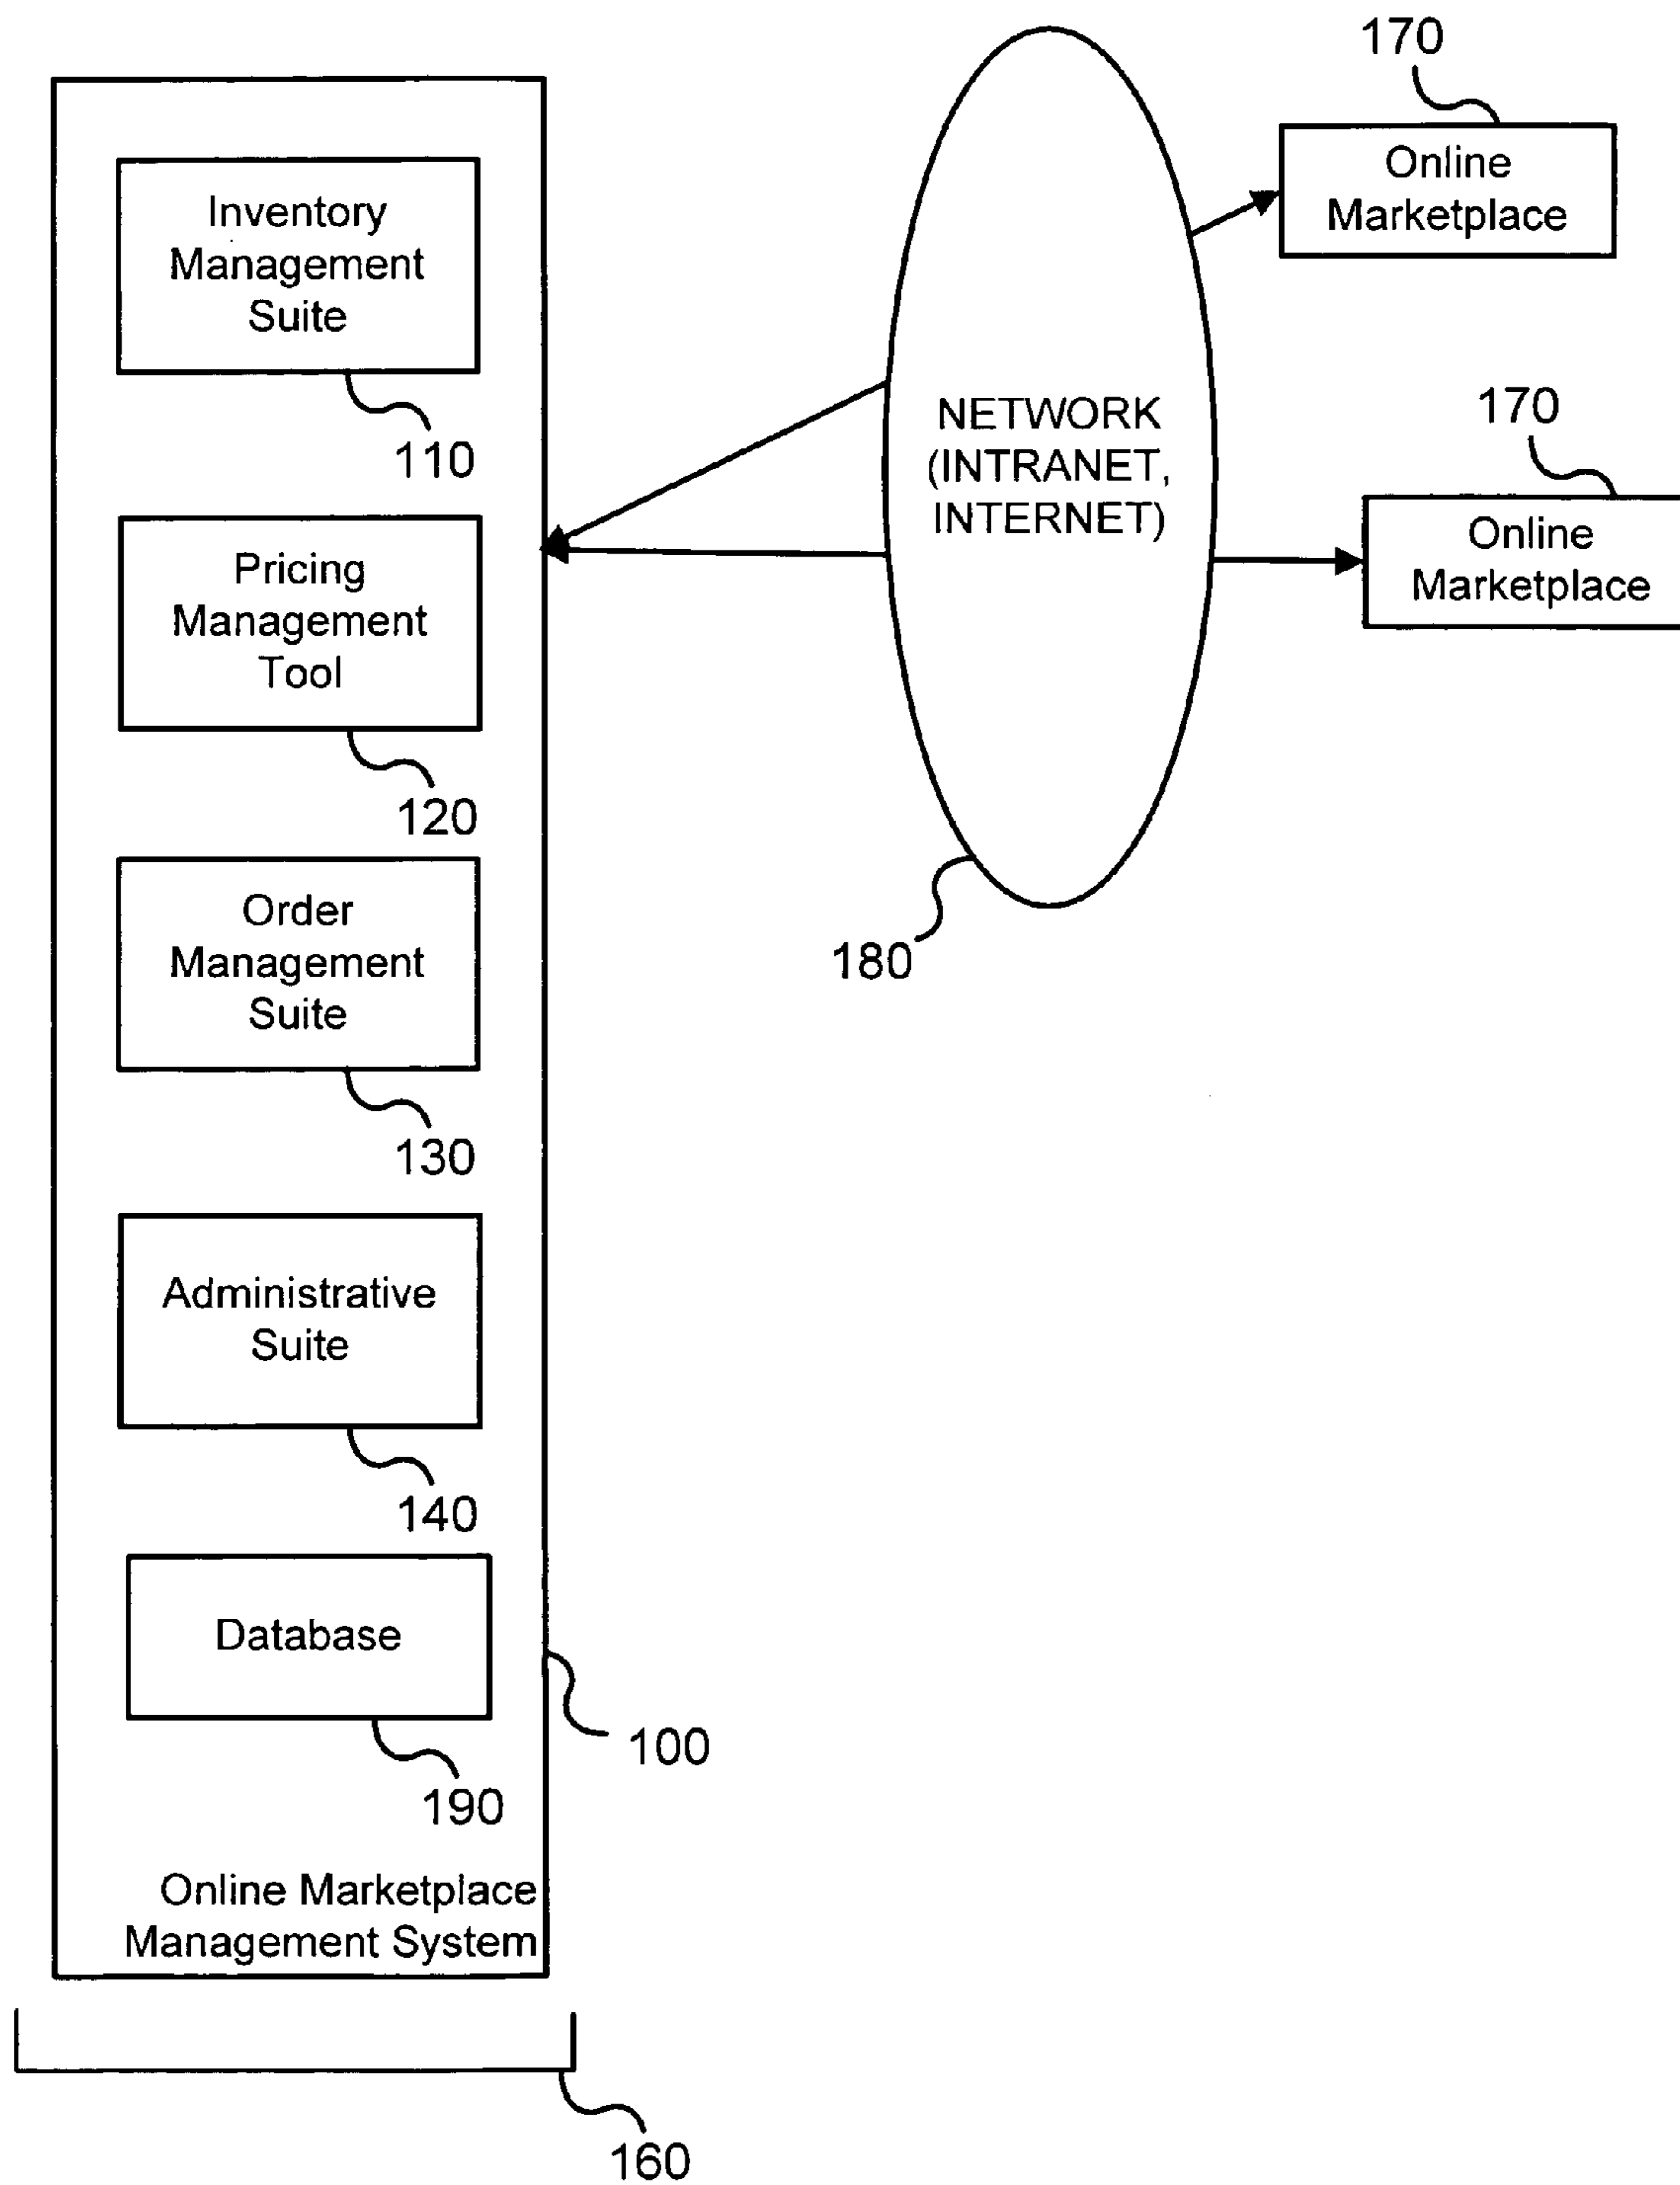 Inventory
Management
Suite
110
Pricing
Management
Tool
120
Order
Management
Suite
130
Administrative
Suite
140
Database
190
100
Online Marketplace
Management System
160
NETWORK
(INTRANET,
INTERNET)
180
170
Online
Marketplace
170
Online
Marketplace